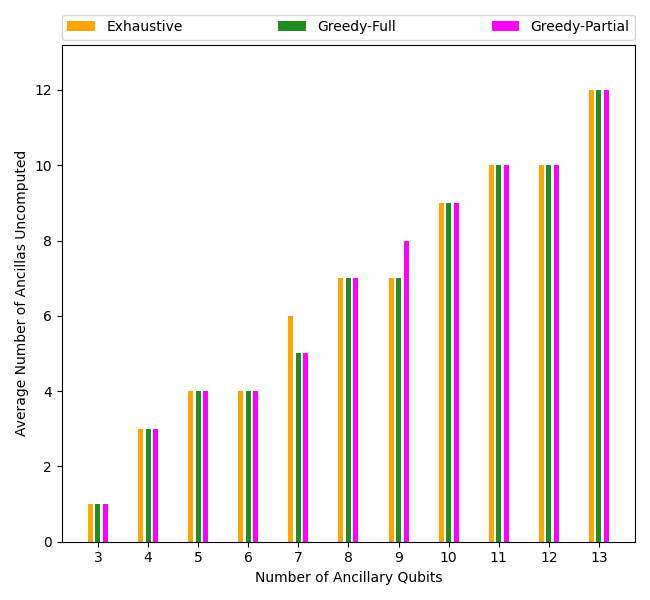 Exhaustive Greedy-Full Greedy-Partial
Average Number of Ancillas Uncomputed
12
10
8
6
4
2
0
3 4 5 6 7 8 9 10 11 12 13
Number of Ancillary Qubits